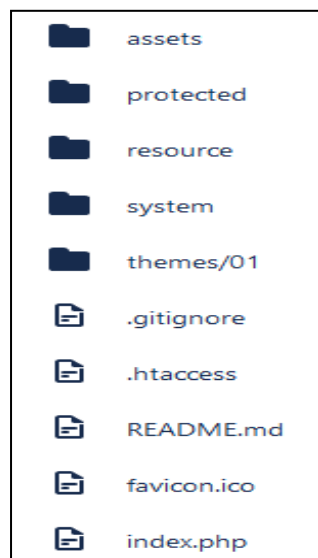 assets
protected
resource
system
themes/01
.gitignore
.htaccess
README.md
favicon.ico
index.php